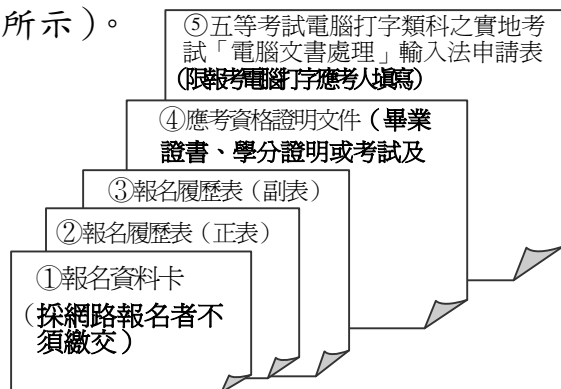 所示）。
⑤五等考試電腦打字類科之實地考
試「電腦文書處理」輸入法申請表
(限報考電腦打字應考人填寫)
④應考資格證明文件（畢業
證書、學分證明或考試及
③報名履歷表（副表）
②報名履歷表（正表）
①報名資料卡
（採網路報名者不
須繳交）